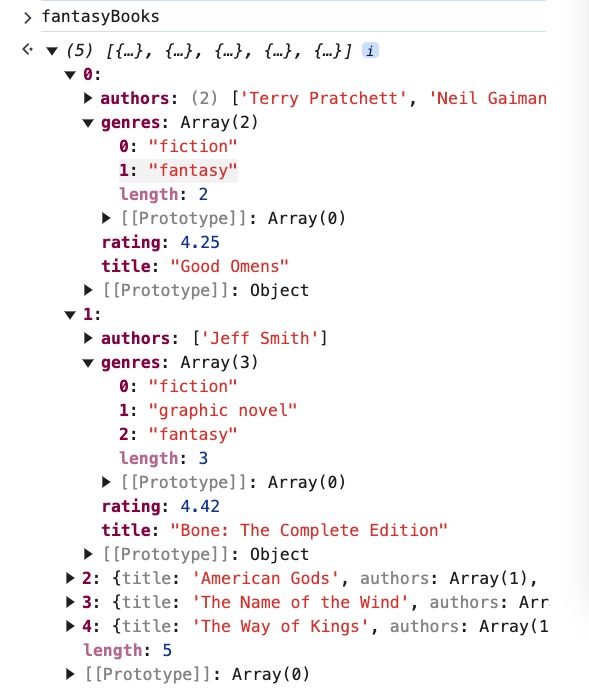 > fantasyBooks
(5) [{…}, {…}, {…}, {…}, {…}] i
0:
authors: (2) ['Terry Pratchett', 'Neil Gaiman
genres: Array(2)
0: "fiction"
1: "fantasy"
length: 2
[[Prototype]]: Array(0)
rating: 4.25
title: "Good Omens"
[[Prototype]]: Object
1:
authors: ['Jeff Smith']
genres: Array(3)
0: "fiction"
1: "graphic novel"
2: "fantasy"
length: 3
[[Prototype]]: Array(0)
rating: 4.42
title: "Bone: The Complete Edition"
[[Prototype]]: Object
2: {title: 'American Gods', authors: Array(1),
3: {title: 'The Name of the Wind', authors: Arr
4: {title: 'The Way of Kings', authors: Array(1
length: 5
[[Prototype]]: Array(0)